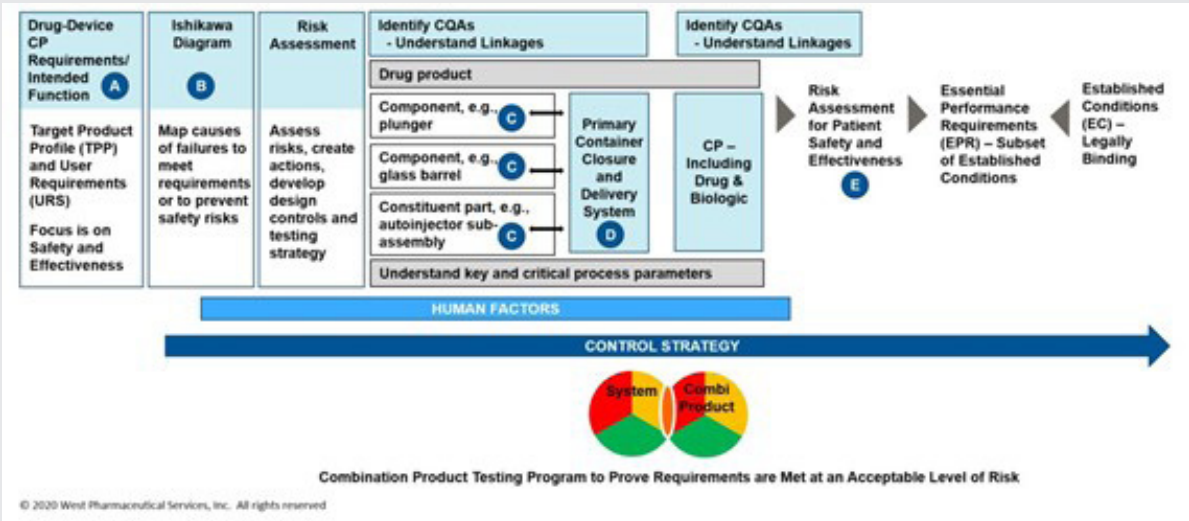 Drug-Device
CP
Requirements/
Intended
Function
A
Target Product
Profile (TPP)
and User
Requirements
(URS)
Focus is on
Safety and
Effectiveness
Ishikawa
Diagram
B
Map causes
of failures to
meet
requirements
or to prevent
safety risks
Risk
Assessment
Assess
risks, create
actions,
develop
design
controls and
testing
strategy
Identify CQAs
- Understand Linkages
Identify CQAs
- Understand Linkages
Drug product
Component, e.g.,
plunger
C
Component, e.g.,
glass barrel
C
Constituent part, e.g.,
autoinjector sub-
assembly
C
Primary
Container
Closure
and
Delivery
System
D
CP –
Including
Drug &
Biologic
Understand key and critical process parameters
Risk
Assessment
for Patient
Safety and
Effectiveness
E
Essential
Performance
Requirements
(EPR) – Subset
of Established
Conditions
Established
Conditions
(EC) –
Legally
Binding
HUMAN FACTORS
CONTROL STRATEGY
System
Combi
Product
Combination Product Testing Program to Prove Requirements are Met at an Acceptable Level of Risk
© 2020 West Pharmaceutical Services, Inc. All rights reserved